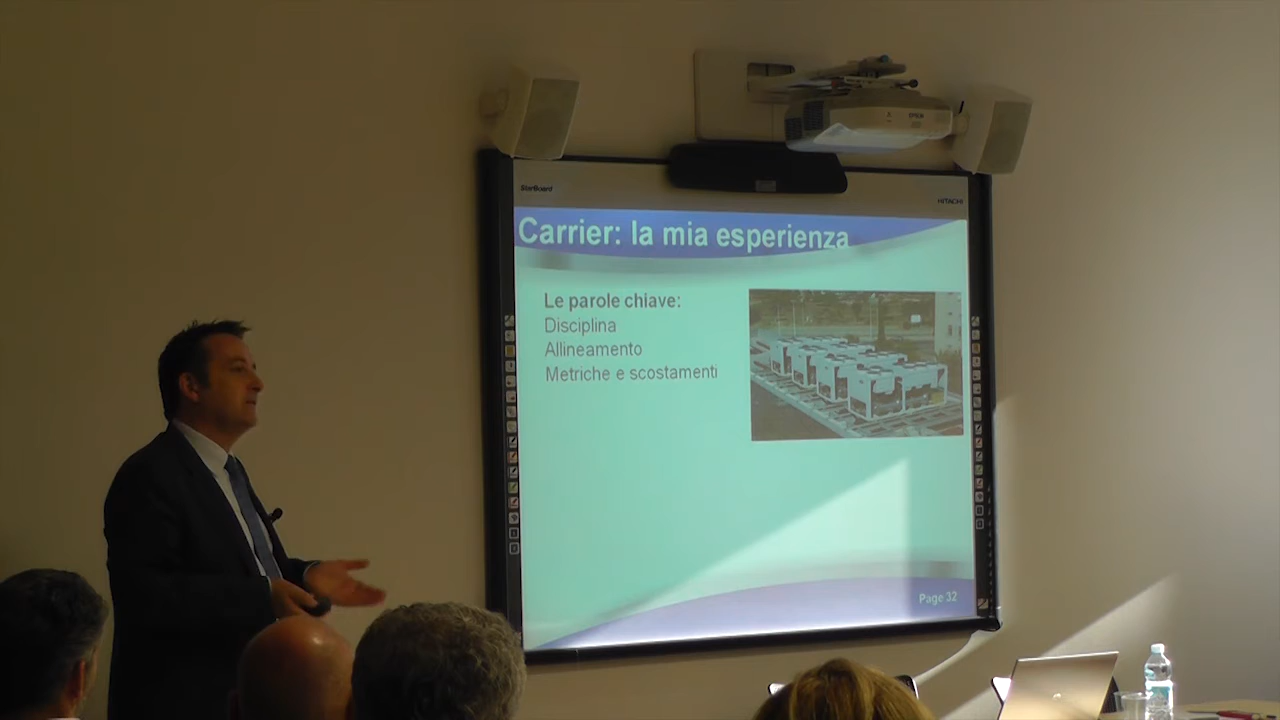 EPSON
StarBoard
HITACHI
Carrier: la mia esperienza
Le parole chiave:
Disciplina
Allineamento
Metriche e scostamenti
Page 32